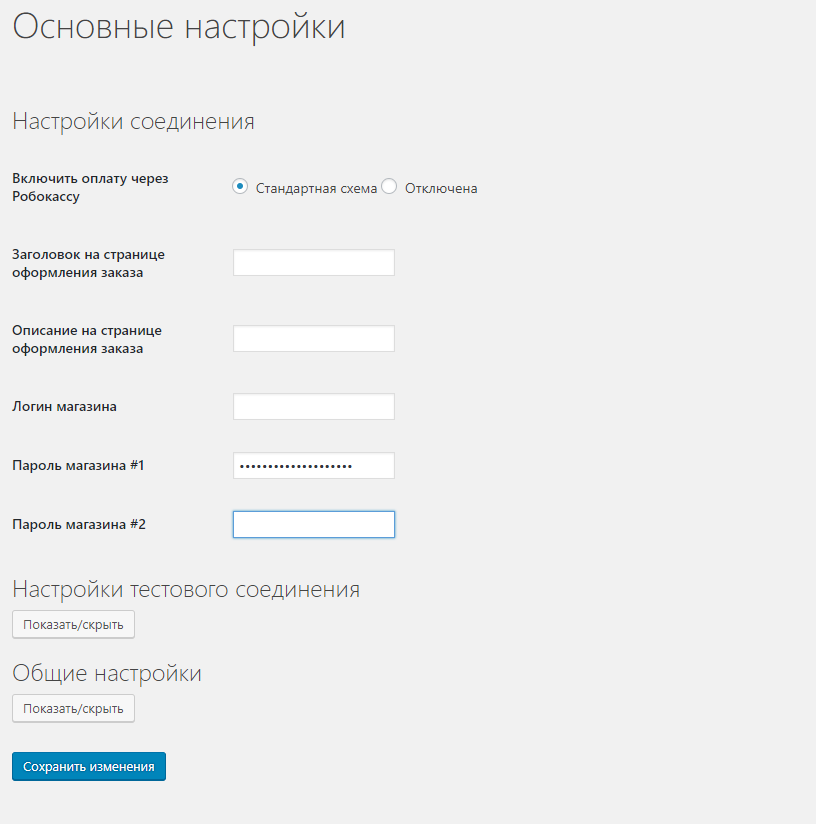 Основные настройки
Настройки соединения
Включить оплату через
Робокассу
Стандартная схема Отключена
Заголовок на странице
оформления заказа
Описание на странице
оформления заказа
Логин магазина
Пароль магазина #1
••••••••••••••••••••
Пароль магазина #2
Настройки тестового соединения
Показать/скрыть
Общие настройки
Показать/скрыть
Сохранить изменения